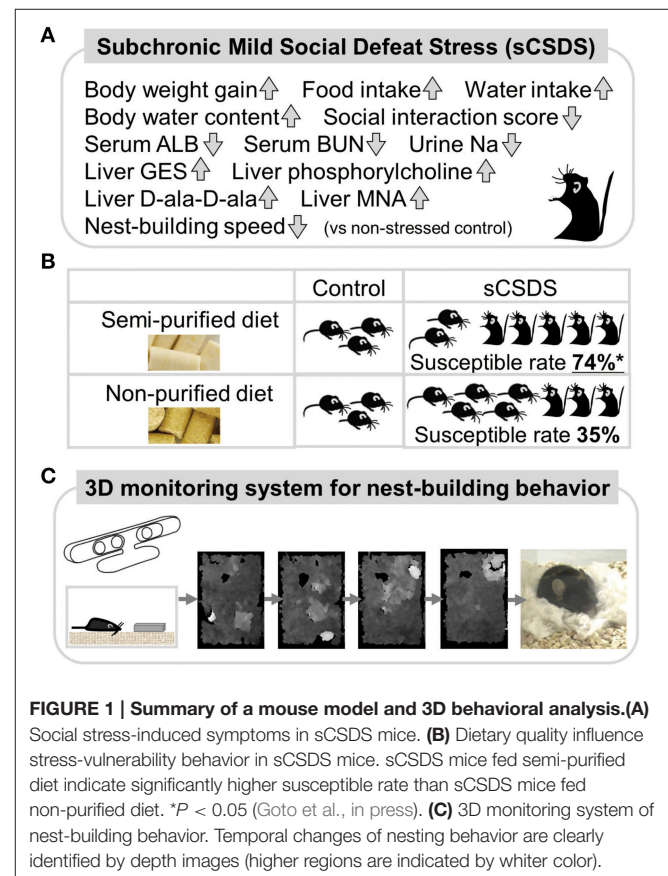 A
Subchronic Mild Social Defeat Stress (sCSDS)
Body weight gain⇧ Food intake⇧ Water intake⇧
Body water content⇧ Social interaction score⇩
Serum ALB⇩ Serum BUN⇩ Urine Na⇩
Liver GES⇧ Liver phosphorylcholine⇧
Liver D-ala-D-ala⇧ Liver MNA⇧
Nest-building speed⇩ (vs non-stressed control)
B
Control sCSDS
Semi-purified diet
Susceptible rate 74%*
Non-purified diet
Susceptible rate 35%
C
3D monitoring system for nest-building behavior
FIGURE 1 | Summary of a mouse model and 3D behavioral analysis.(A)
Social stress-induced symptoms in sCSDS mice. (B) Dietary quality influence
stress-vulnerability behavior in sCSDS mice. sCSDS mice fed semi-purified
diet indicate significantly higher susceptible rate than sCSDS mice fed
non-purified diet. *P < 0.05 (Goto et al., in press). (C) 3D monitoring system of
nest-building behavior. Temporal changes of nesting behavior are clearly
identified by depth images (higher regions are indicated by whiter color).